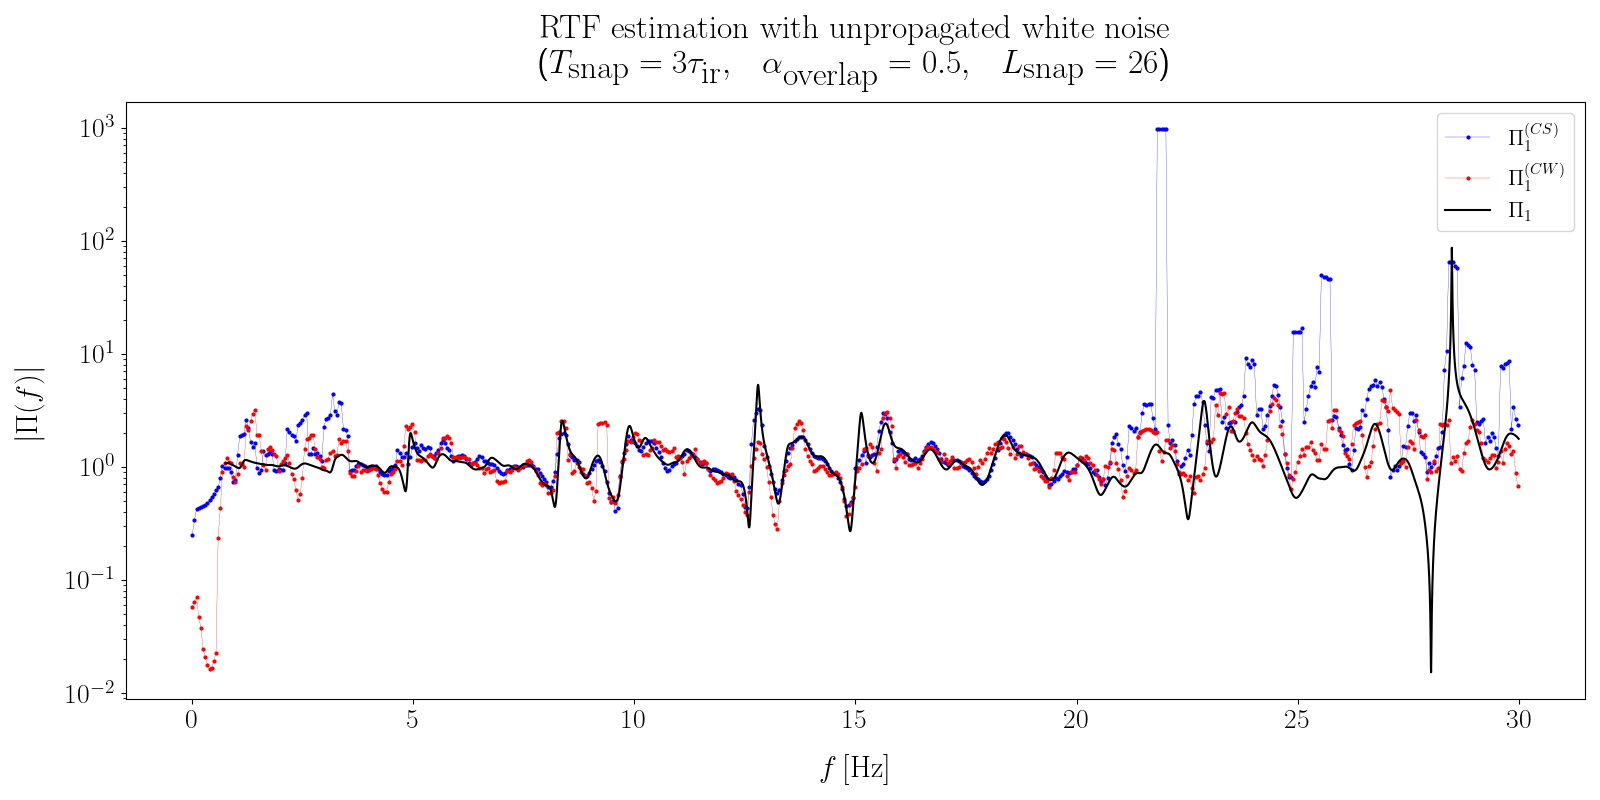 RTF estimation with unpropagated white noise
(T_snap = 3τ_ir, α_overlap = 0.5, L_snap = 26)
10^3
10^2
10^1
10^0
10^−1
10^−2
|Π(f)|
Π_1^(CS)
Π_1^(CW)
Π_1
0 5 10 15 20 25 30
f [Hz]